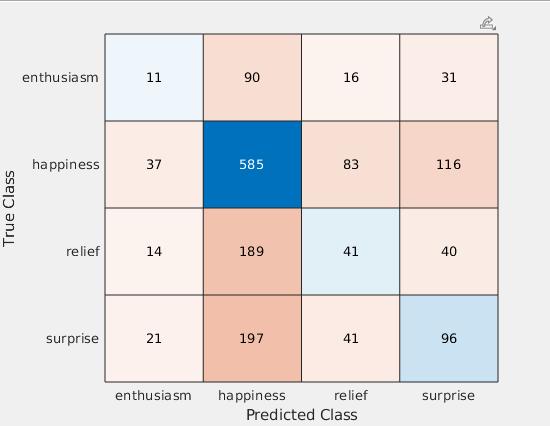 True Class
enthusiasm 11 90 16 31
happiness 37 585 83 116
relief 14 189 41 40
surprise 21 197 41 96
enthusiasm happiness relief surprise
Predicted Class